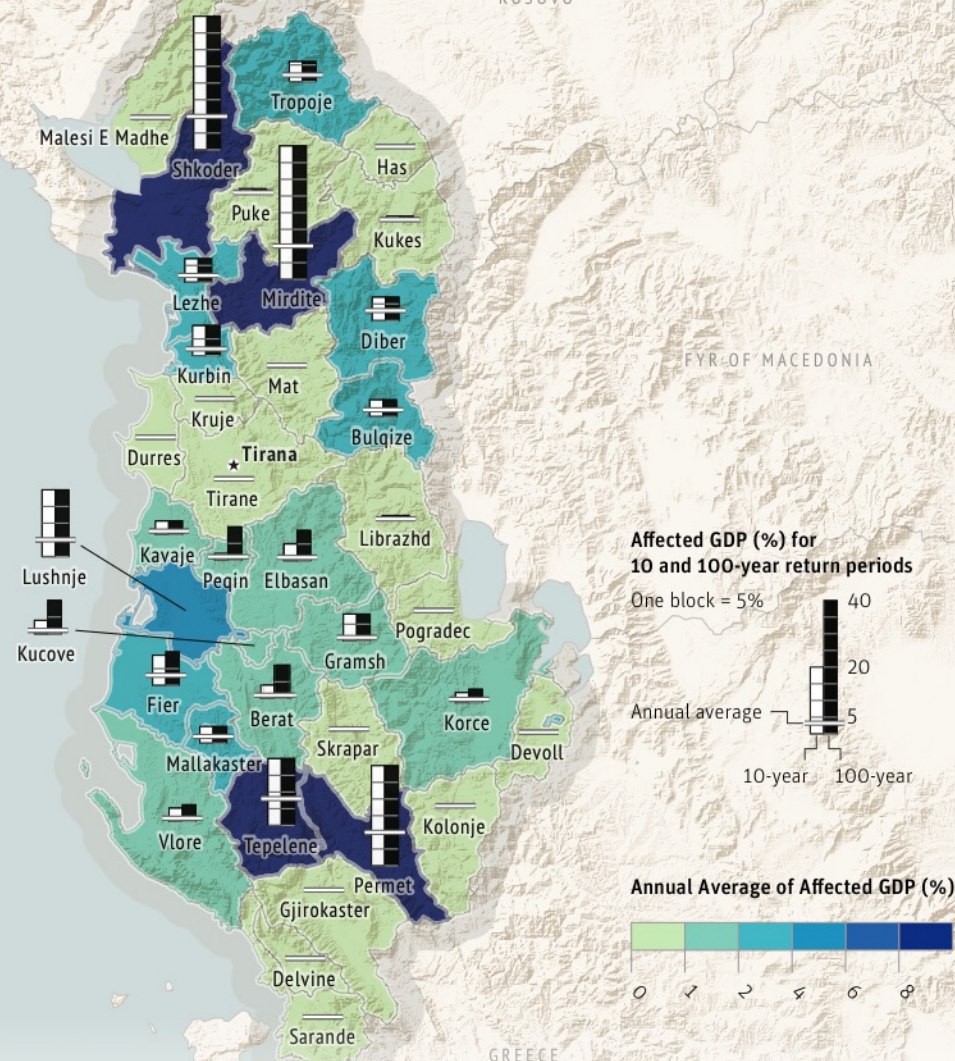 KOSOVO
Tropoje
Malesi E Madhe
Shkoder
Has
Puke
Kukes
Lezhe
Mirdite
Diber
Kurbin
Mat
Kruje
Bulqize
Durres
Tirana
Tirane
FYR OF MACEDONIA
Kavaje
Librazhd
Lushnje
Peqin
Elbasan
Kucove
Pogradec
Gramsh
Fier
Berat
Korce
Skrapar
Devoll
Mallakaster
Vlore
Tepelene
Kolonje
Permet
Gjirokaster
Delvine
Sarande
GREECE
Affected GDP (%) for
10 and 100-year return periods
One block = 5%
40
20
Annual average
5
10-year
100-year
Annual Average of Affected GDP (%)
0
1
2
4
6
8